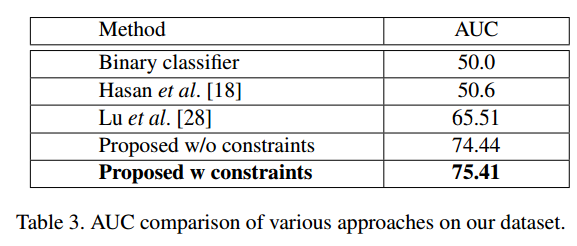 Method AUC
Binary classifier 50.0
Hasan et al. [18] 50.6
Lu et al. [28] 65.51
Proposed w/o constraints 74.44
Proposed w constraints 75.41
Table 3. AUC comparison of various approaches on our dataset.